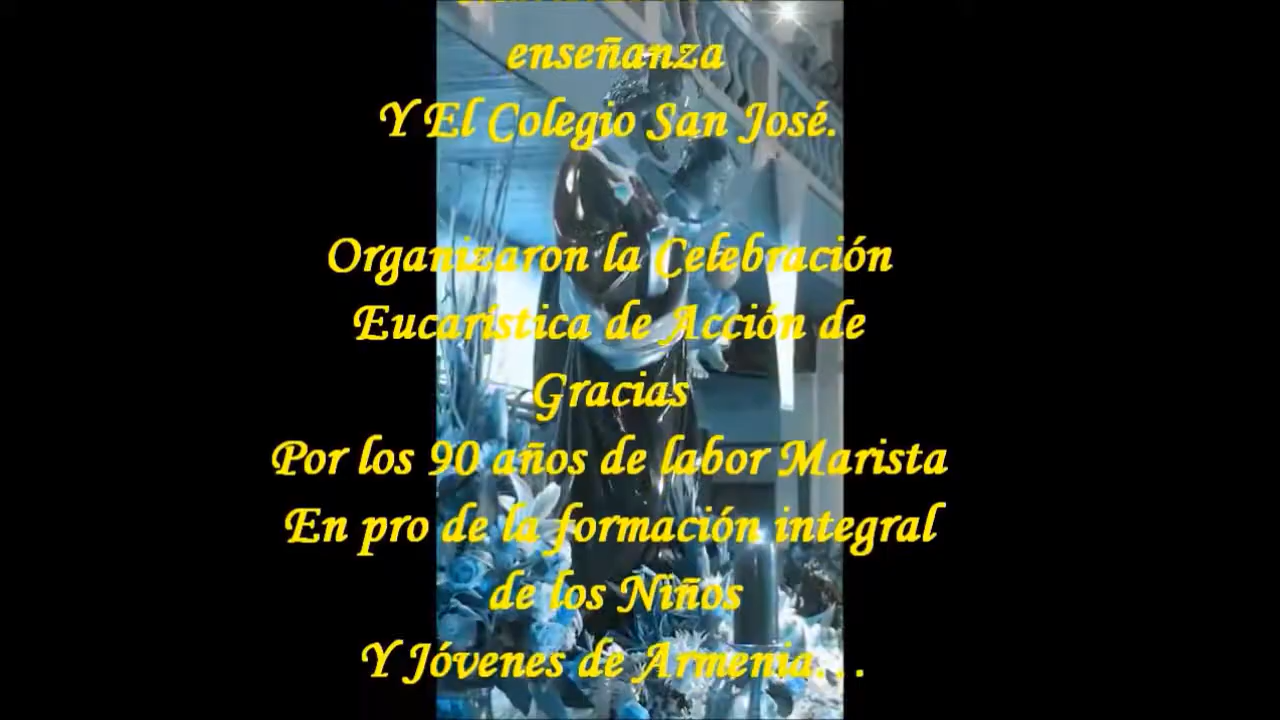 enseñanza
Y El Colegio San José.
Organizaron la Celebración
Eucarística de Acción de
Gracias
Por los 90 años de labor Marista
En pro de la formación integral
de los Niños
Y Jóvenes de Armenia. . .